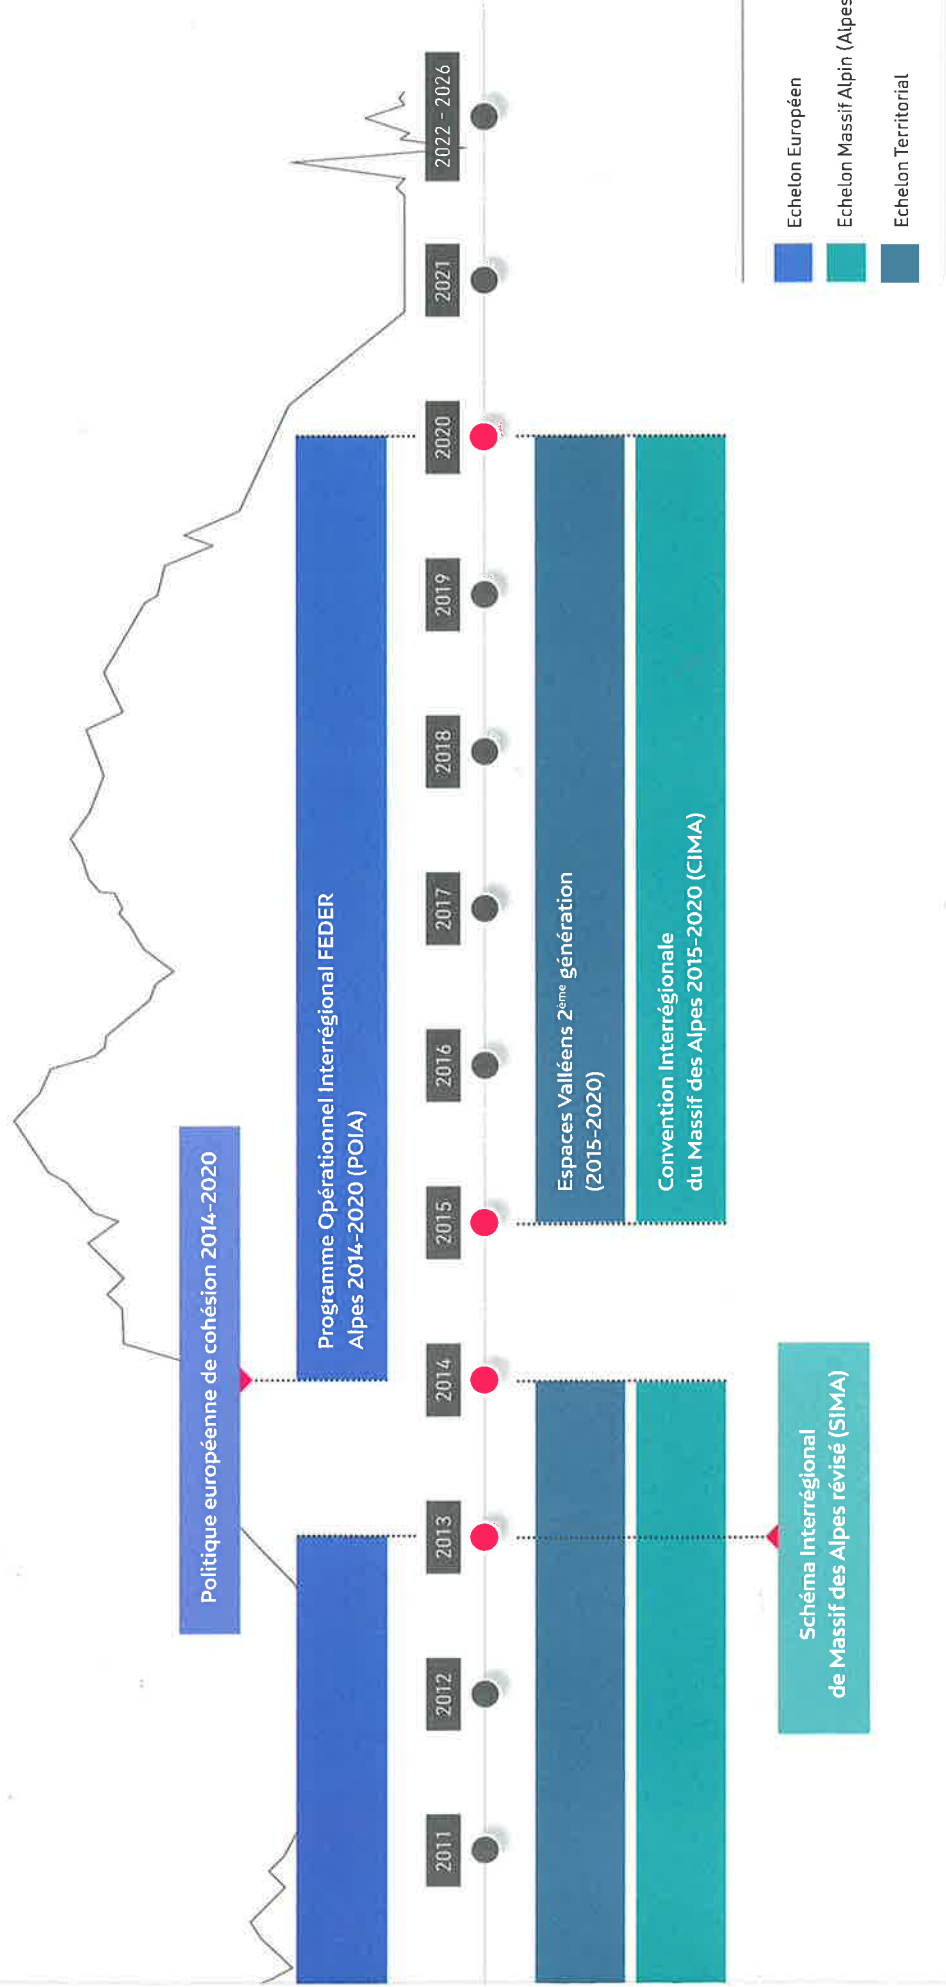 Politique européenne de cohésion 2014-2020
Programme Opérationnel Interrégional FEDER
Alpes 2014-2020 (POIA)
2011
2012
2013
2014
2015
2016
2017
2018
2019
2020
2021
2022 - 2026
Espaces Valléens 2ème génération
(2015-2020)
Convention Interrégionale
du Massif des Alpes 2015-2020 (CIMA)
Schéma Interrégional
de Massif des Alpes révisé (SIMA)
Echelon Européen
Echelon Massif Alpin (Alpes
Echelon Territorial